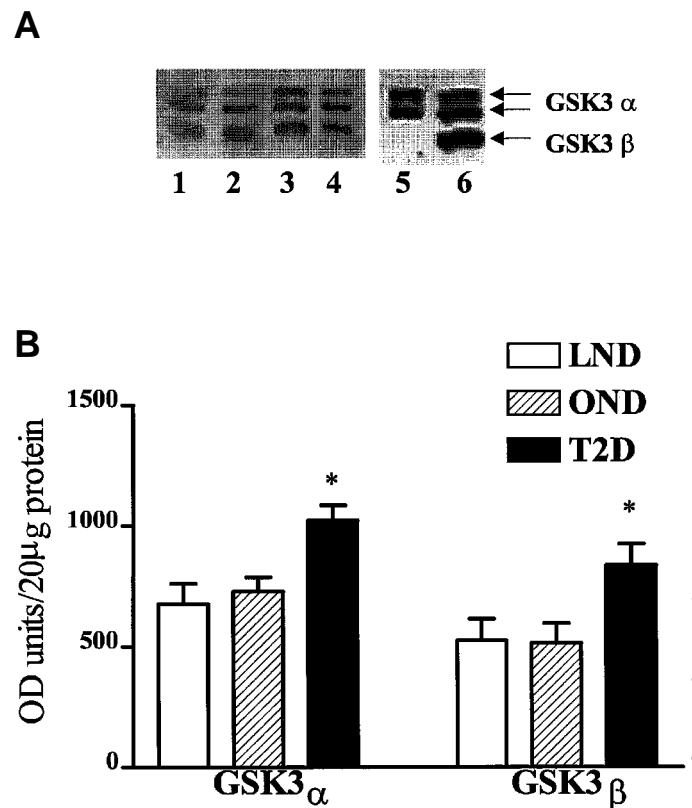 A
GSK3 α
GSK3 β
1 2 3 4 5 6
B
LND
OND
T2D
OD units/20µg protein
1500
1000
500
0
*
*
GSK3α
GSK3β